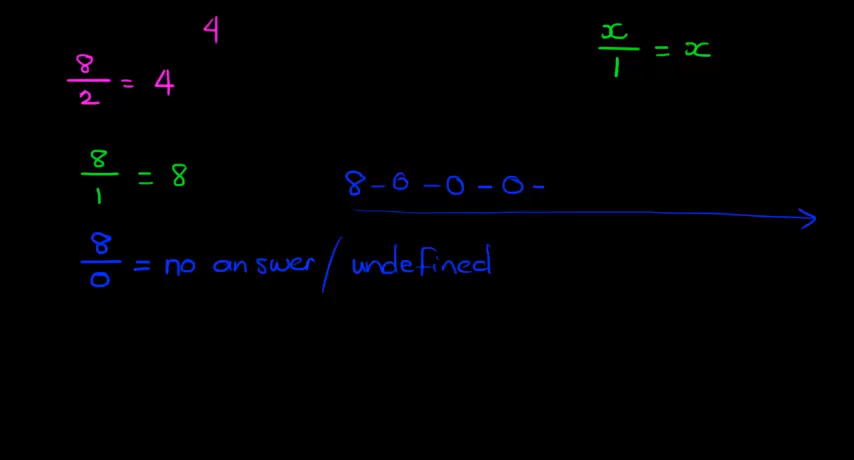 4
8/2 = 4
x/1 = x
8/1 = 8
8 - 0 - 0 - 0 -
8/0 = no answer / undefined